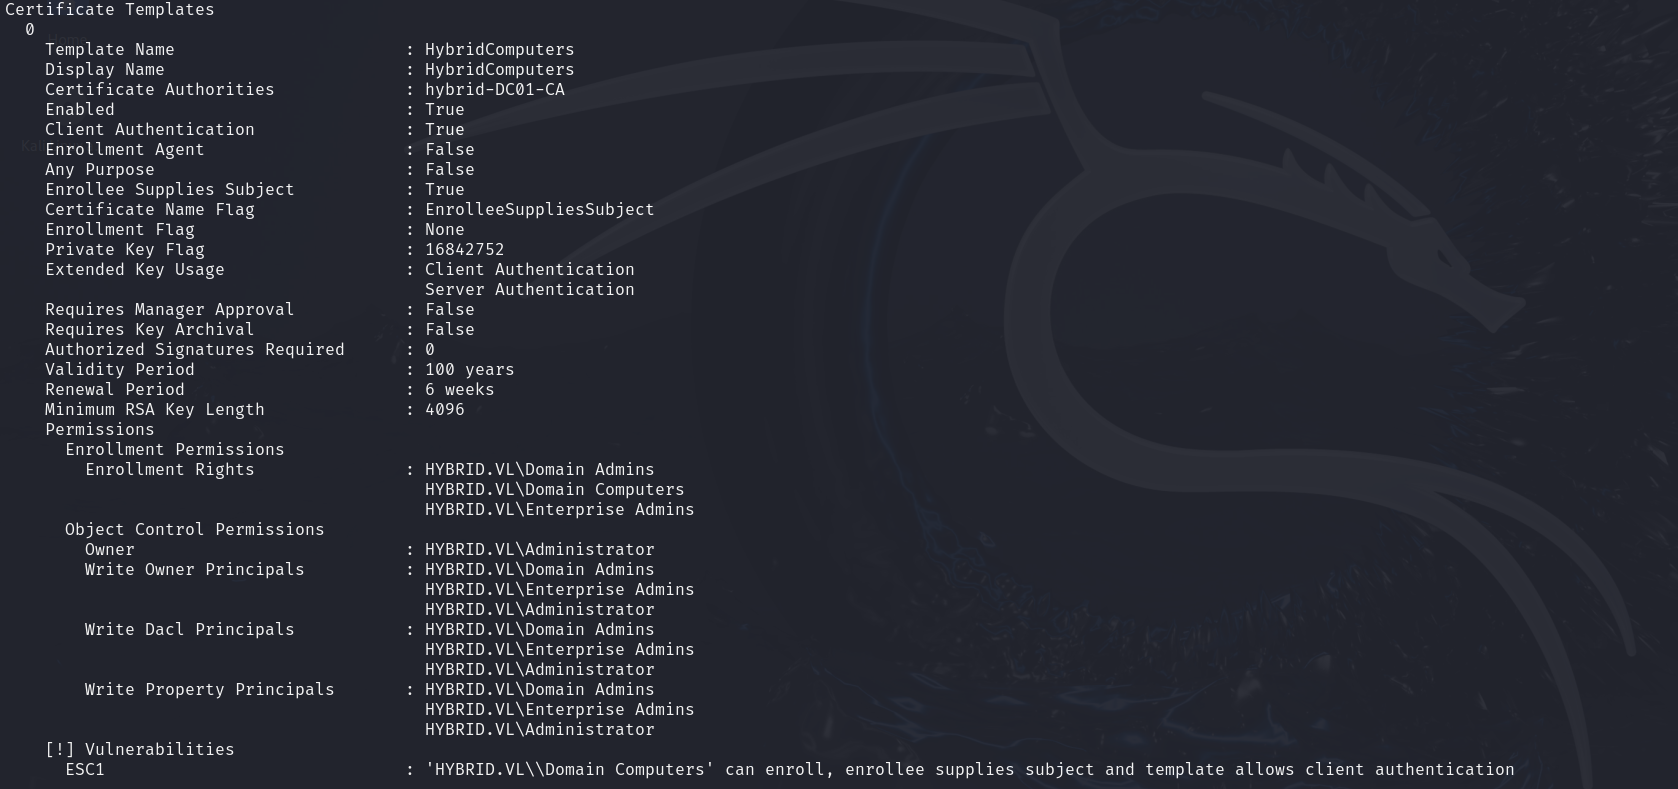 Certificate Templates
0
Template Name : HybridComputers
Display Name : HybridComputers
Certificate Authorities : hybrid-DC01-CA
Enabled : True
Client Authentication : True
Enrollment Agent : False
Any Purpose : False
Enrollee Supplies Subject : True
Certificate Name Flag : EnrolleeSuppliesSubject
Enrollment Flag : None
Private Key Flag : 16842752
Extended Key Usage : Client Authentication
Server Authentication
Requires Manager Approval : False
Requires Key Archival : False
Authorized Signatures Required : 0
Validity Period : 100 years
Renewal Period : 6 weeks
Minimum RSA Key Length : 4096
Permissions
Enrollment Permissions
Enrollment Rights : HYBRID.VL\Domain Admins
HYBRID.VL\Domain Computers
HYBRID.VL\Enterprise Admins
Object Control Permissions
Owner : HYBRID.VL\Administrator
Write Owner Principals : HYBRID.VL\Domain Admins
HYBRID.VL\Enterprise Admins
HYBRID.VL\Administrator
Write Dacl Principals : HYBRID.VL\Domain Admins
HYBRID.VL\Enterprise Admins
HYBRID.VL\Administrator
Write Property Principals : HYBRID.VL\Domain Admins
HYBRID.VL\Enterprise Admins
HYBRID.VL\Administrator
[!] Vulnerabilities
ESC1 : 'HYBRID.VL\\Domain Computers' can enroll, enrollee supplies subject and template allows client authentication